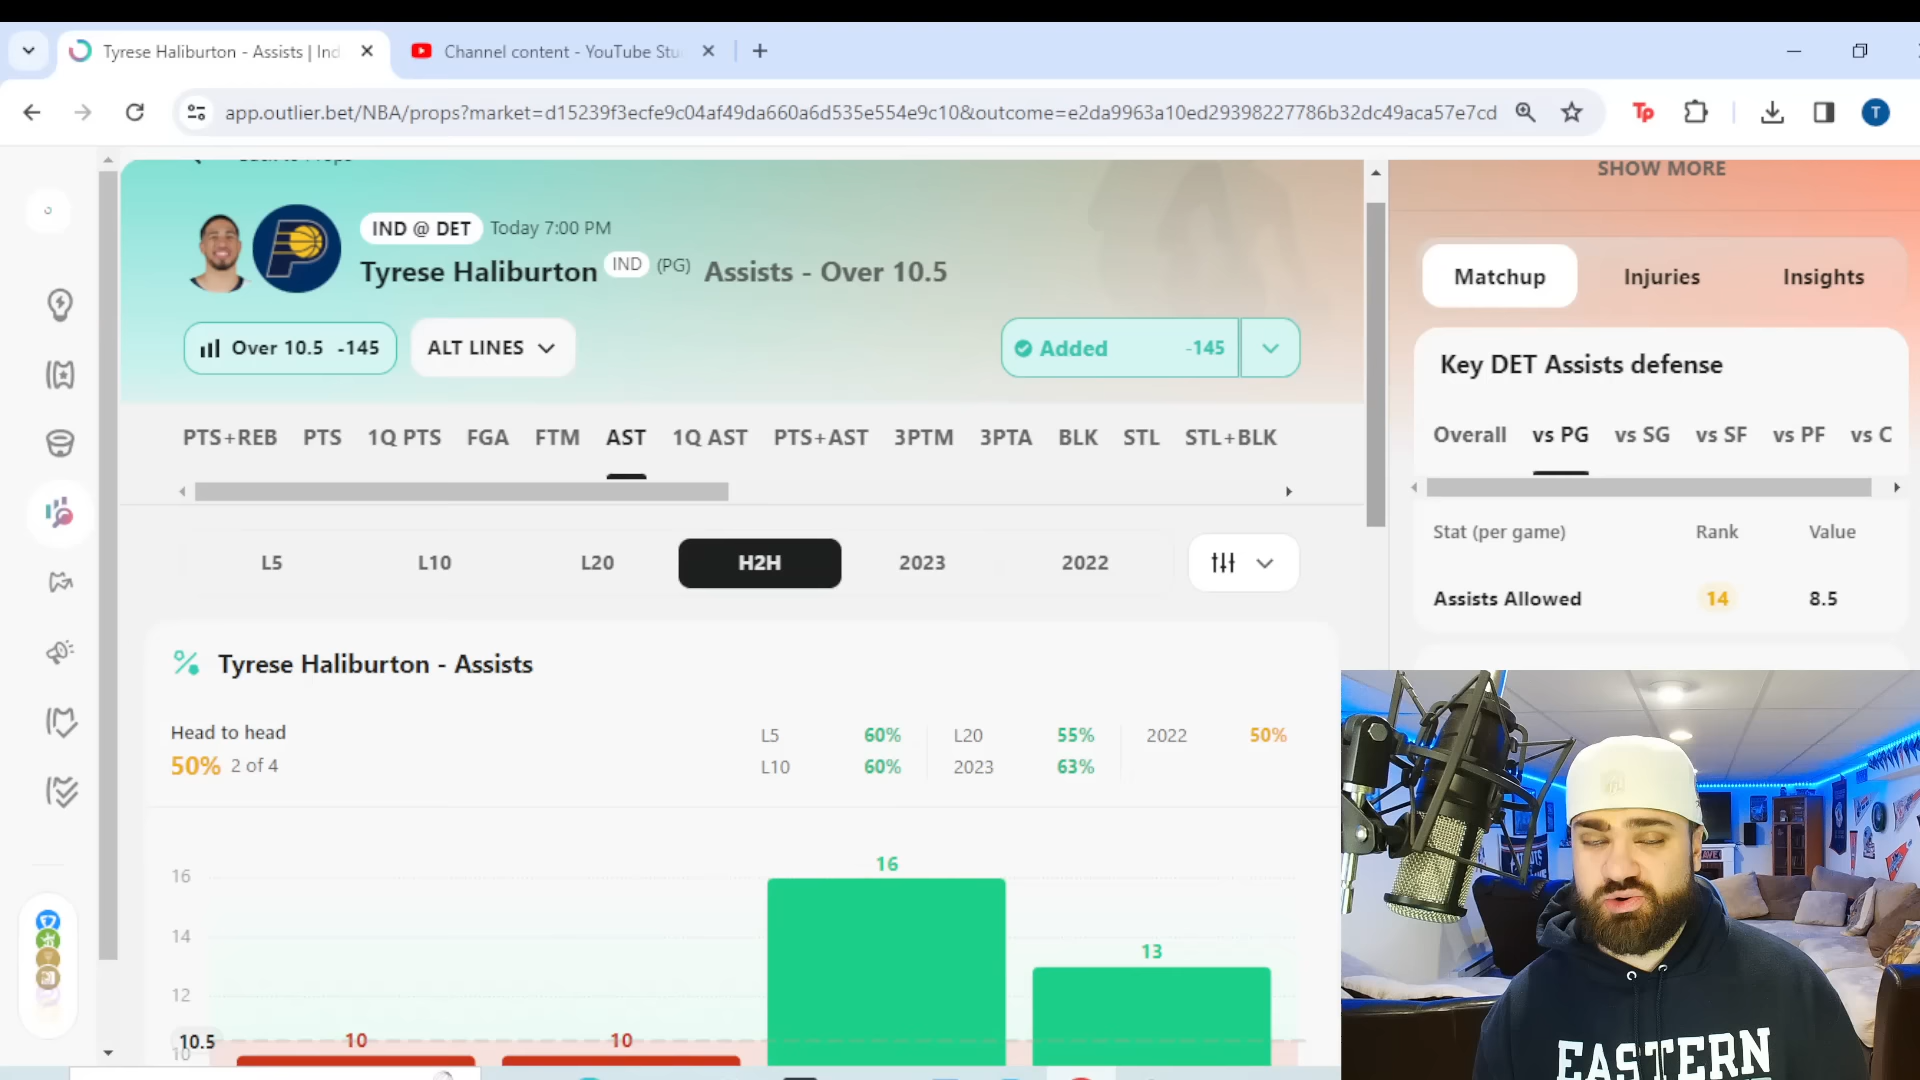 Tyrese Haliburton - Assists | Ind
Channel content - YouTube Stu
app.outlier.bet/NBA/props?market=d15239f3ecfe9c04af49da660a6d535e554e9c10&outcome=e2da9963a10ed29398227786b32dc49aca57e7cd
Tp
T
Back to Props
IND @ DET Today 7:00 PM
Tyrese Haliburton IND (PG) Assists - Over 10.5
Over 10.5 -145
ALT LINES
Added -145
PTS+REB PTS 1Q PTS FGA FTM AST 1Q AST PTS+AST 3PTM 3PTA BLK STL STL+BLK
L5 L10 L20 H2H 2023 2022
Tyrese Haliburton - Assists
Head to head
50% 2 of 4
L5 60% L20 55% 2022 50%
L10 60% 2023 63%
16
14
12
10.5
10
10
10
16
13
SHOW MORE
Matchup Injuries Insights
Key DET Assists defense
Overall vs PG vs SG vs SF vs PF vs C
Stat (per game) Rank Value
Assists Allowed 14 8.5
EASTERN